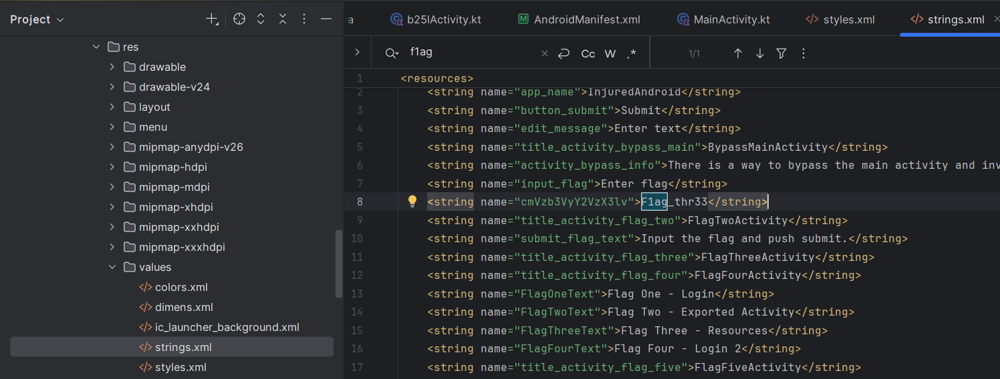 Project
res
drawable
drawable-v24
layout
menu
mipmap-anydpi-v26
mipmap-hdpi
mipmap-mdpi
mipmap-xhdpi
mipmap-xxhdpi
mipmap-xxxhdpi
values
colors.xml
dimens.xml
ic_launcher_background.xml
strings.xml
styles.xml
va b25lActivity.kt AndroidManifest.xml MainActivity.kt styles.xml strings.xml
f1ag Cc W .* 1/1
1 <resources>
2 <string name="app_name">InjuredAndroid</string>
3 <string name="button_submit">Submit</string>
4 <string name="edit_message">Enter text</string>
5 <string name="title_activity_bypass_main">BypassMainActivity</string>
6 <string name="activity_bypass_info">There is a way to bypass the main activity and inv
7 <string name="input_flag">Enter flag</string>
8 <string name="cmVzb3VyY2VzX3lv">F1ag_thr33</string>
9 <string name="title_activity_flag_two">FlagTwoActivity</string>
10 <string name="submit_flag_text">Input the flag and push submit.</string>
11 <string name="title_activity_flag_three">FlagThreeActivity</string>
12 <string name="title_activity_flag_four">FlagFourActivity</string>
13 <string name="FlagOneText">Flag One - Login</string>
14 <string name="FlagTwoText">Flag Two - Exported Activity</string>
15 <string name="FlagThreeText">Flag Three - Resources</string>
16 <string name="FlagFourText">Flag Four - Login 2</string>
17 <string name="title_activity_flag_five">FlagFiveActivity</string>